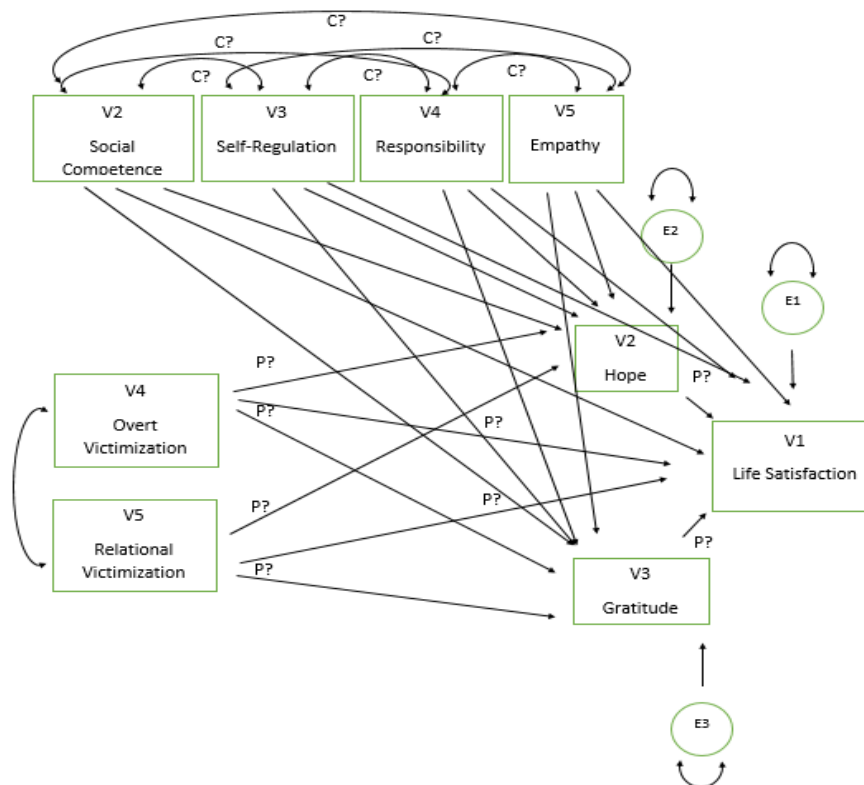 C?
C?
C?
C?
C?
C?
V2
Social
Competence
V3
Self-Regulation
V4
Responsibility
V5
Empathy
E2
E1
V2
Hope
P?
P?
V4
Overt
Victimization
P?
P?
V1
Life Satisfaction
P?
P?
V5
Relational
Victimization
P?
P?
V3
Gratitude
E3